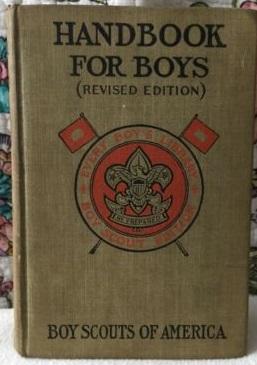 HANDBOOK
FOR BOYS
(REVISED EDITION)
EVERY BOY'S LIBRARY
BE PREPARED
BOY SCOUT EDITION
BOY SCOUTS OF AMERICA